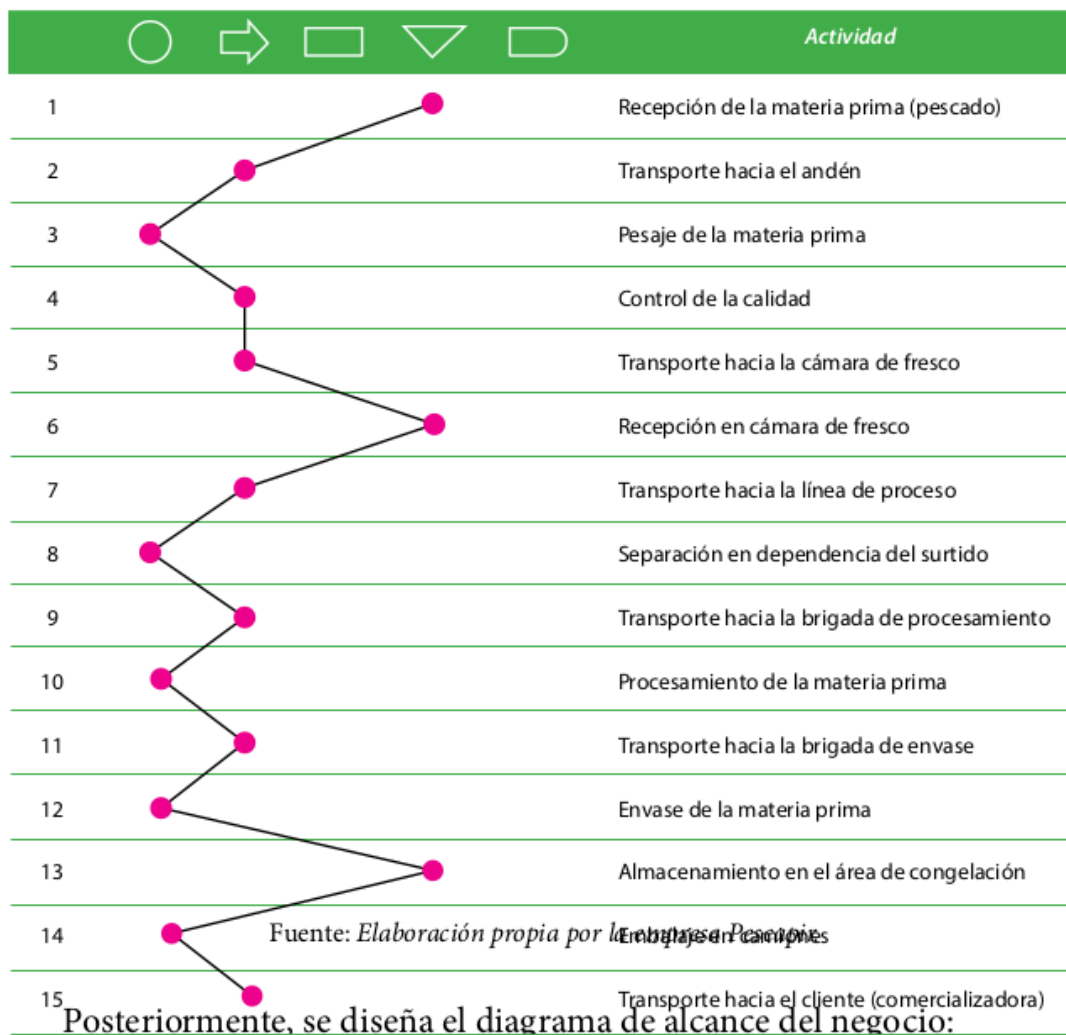 Actividad
1 Recepción de la materia prima (pescado)
2 Transporte hacia el andén
3 Pesaje de la materia prima
4 Control de la calidad
5 Transporte hacia la cámara de fresco
6 Recepción en cámara de fresco
7 Transporte hacia la línea de proceso
8 Separación en dependencia del surtido
9 Transporte hacia la brigada de procesamiento
10 Procesamiento de la materia prima
11 Transporte hacia la brigada de envase
12 Envase de la materia prima
13 Almacenamiento en el área de congelación
14 Embalaje en camiones
Fuente: Elaboración propia por la empresa
15 Transporte hacia el cliente (comercializadora)
Posteriormente, se diseña el diagrama de alcance del negocio: